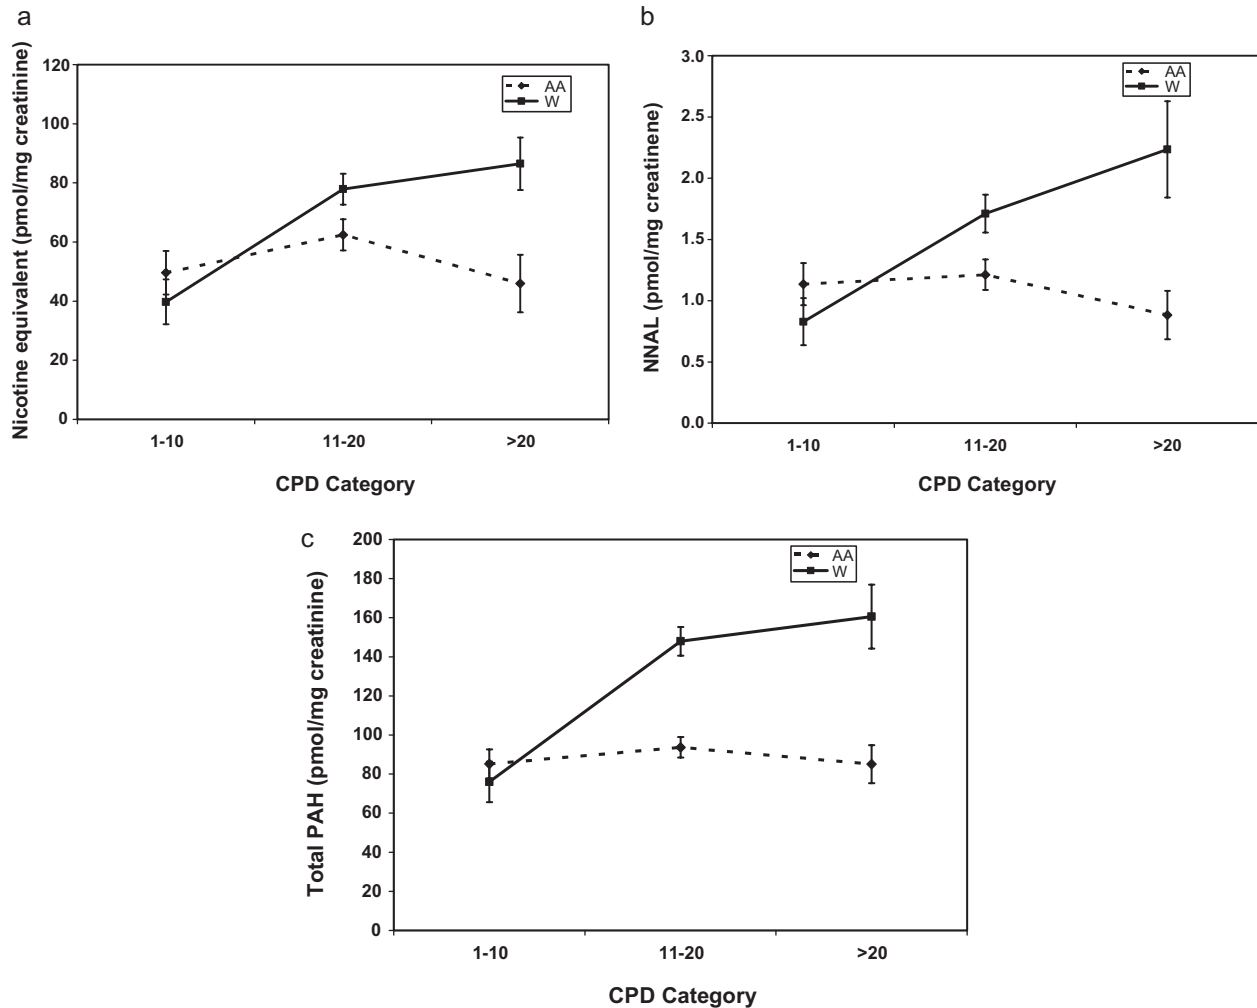 a
Nicotine equivalent (pmol/mg creatinine)
120
100
80
60
40
20
0
AA
W
1-10
11-20
>20
CPD Category
b
NNAL (pmol/mg creatinene)
3.0
2.5
2.0
1.5
1.0
0.5
0.0
AA
W
1-10
11-20
>20
CPD Category
c
Total PAH (pmol/mg creatinine)
200
180
160
140
120
100
80
60
40
20
0
AA
W
1-10
11-20
>20
CPD Category